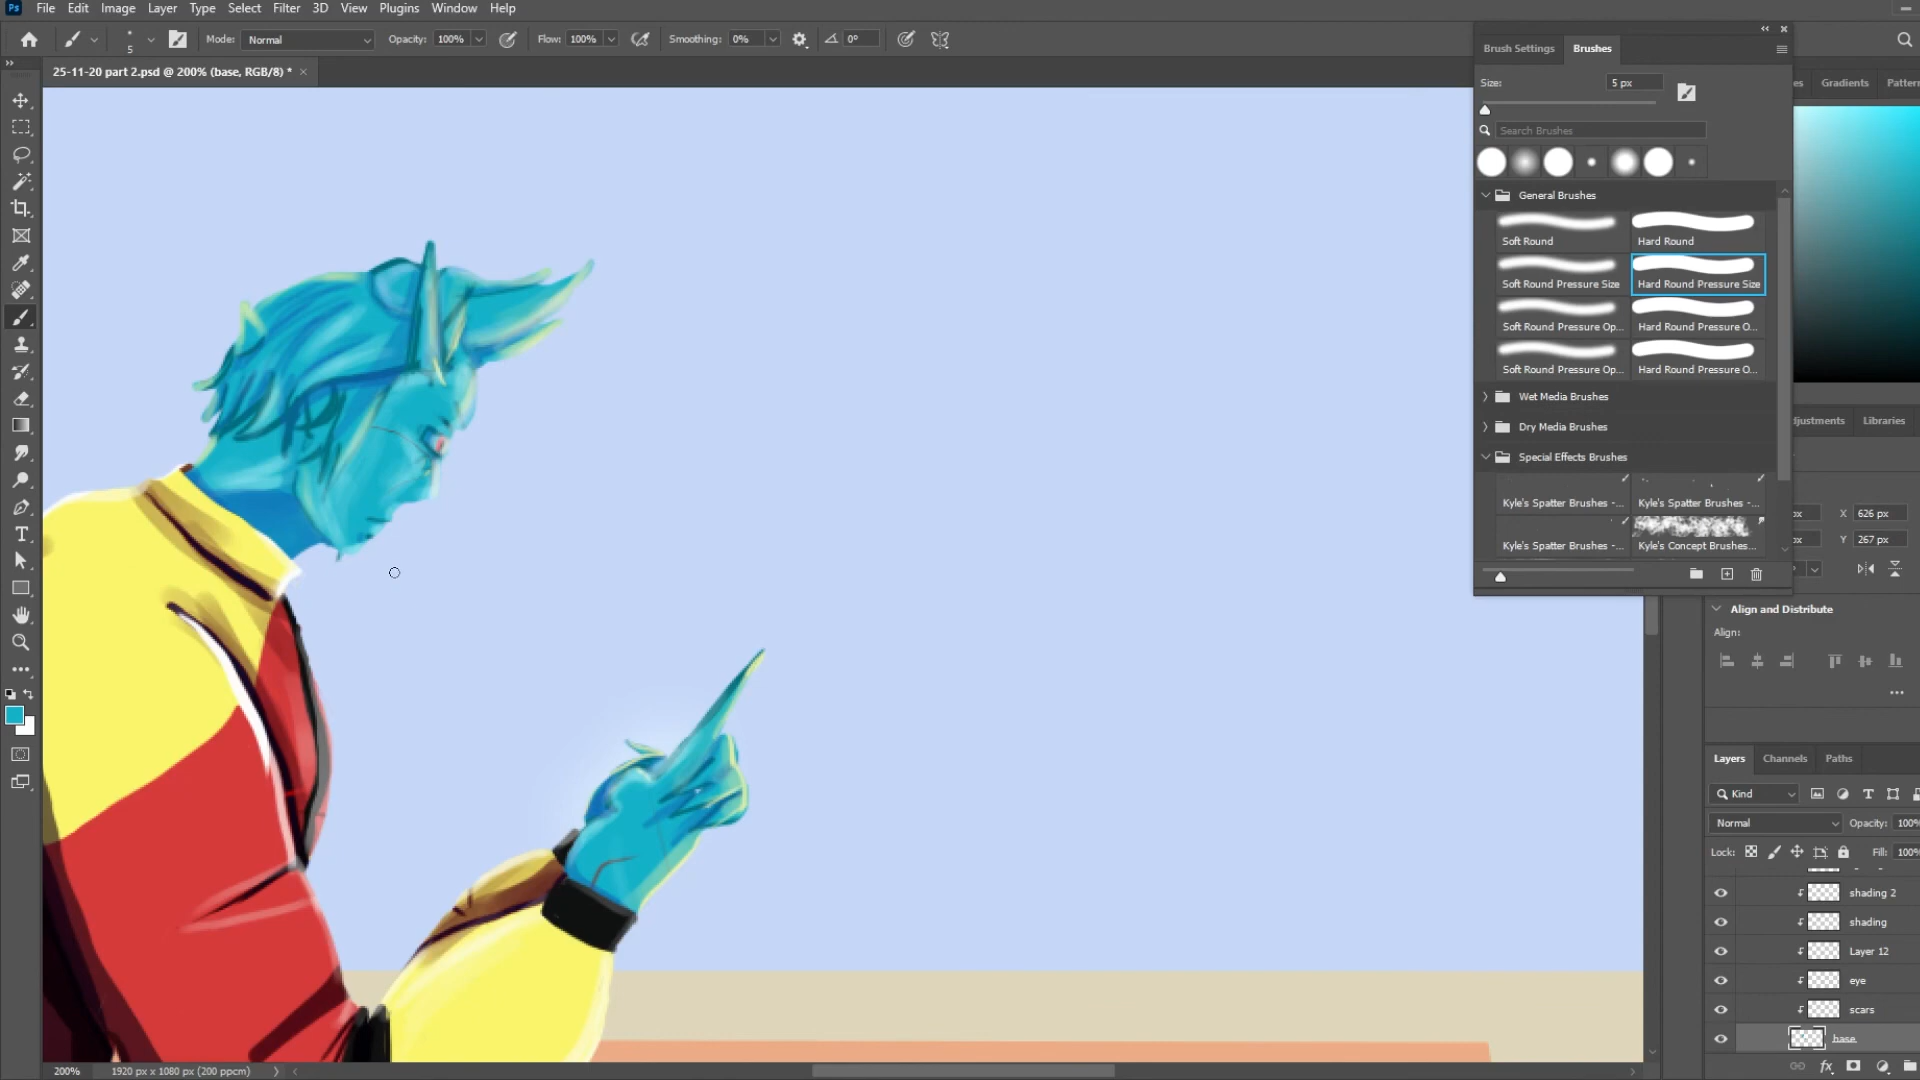 Ps File Edit Image Layer Type Select Filter 3D View Plugins Window Help
5 Mode: Normal Opacity: 100% Flow: 100% Smoothing: 0% 0°
25-11-20 part 2.psd @ 200% (base, RGB/8) *
Brush Settings Brushes
Size: 5 px
Gradients
Search Brushes
General Brushes
Soft Round Hard Round
Soft Round Pressure Size Hard Round Pressure Size
Soft Round Pressure Op... Hard Round Pressure O...
Soft Round Pressure Op... Hard Round Pressure O...
Wet Media Brushes
Libraries
Dry Media Brushes
Special Effects Brushes
Kyle's Spatter Brushes -... Kyle's Spatter Brushes -...
px X 626 px
Kyle's Spatter Brushes -... Kyle's Concept Brushes...
px Y 267 px
Align and Distribute
Align:
Layers Channels Paths
Kind
Normal Opacity: 100%
Lock: Fill: 100%
shading 2
shading
Layer 12
eye
scars
base
200% 1920 px x 1080 px (200 ppcm)
fx